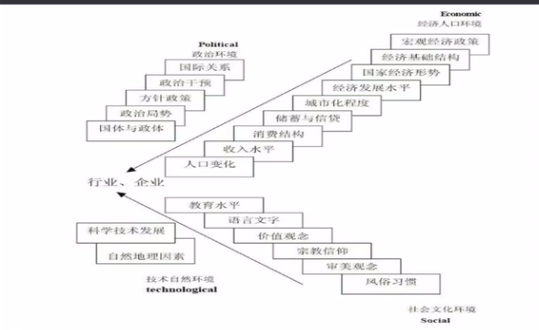 Political
政治环境
国际关系
政治干预
方针政策
政治局势
国体与政体
Economic
经济人口环境
宏观经济政策
经济基础结构
国家经济形势
经济发展水平
城市化程度
储蓄与信贷
消费结构
收入水平
人口变化
行业、企业
科学技术发展
自然地理因素
技术自然环境
technological
教育水平
语言文字
价值观念
宗教信仰
审美观念
风俗习惯
社会文化环境
Social